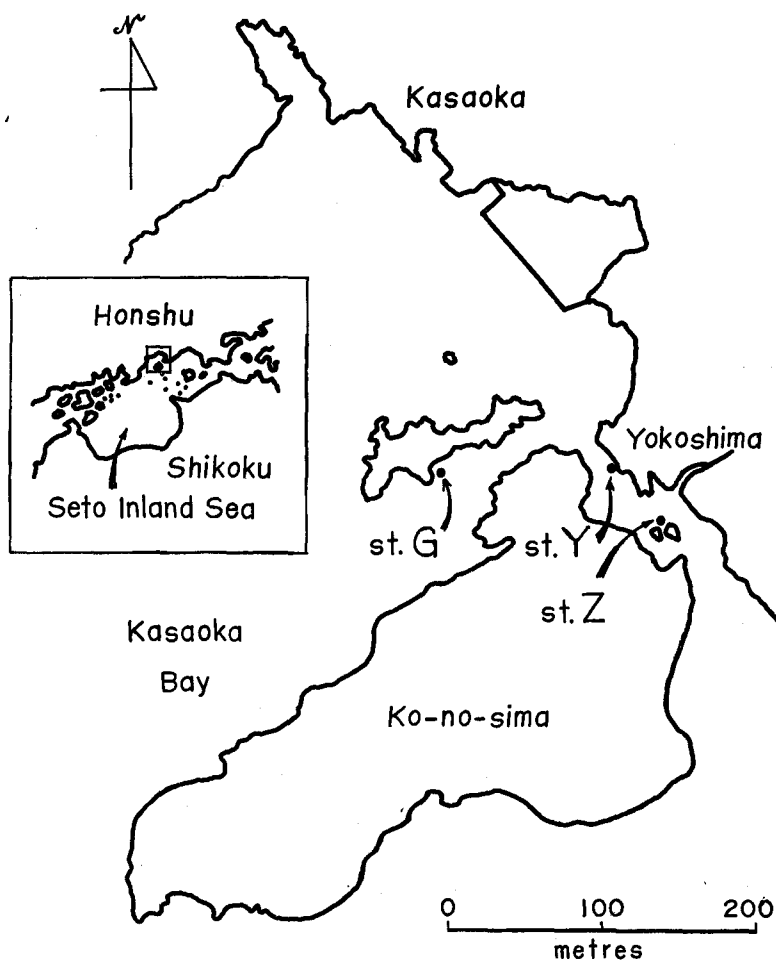 N
Kasaoka
Honshu
Shikoku
Seto Inland Sea
Yokoshima
st. G
st. Y
st. Z
Kasaoka
Bay
Ko-no-sima
0 100 200
metres